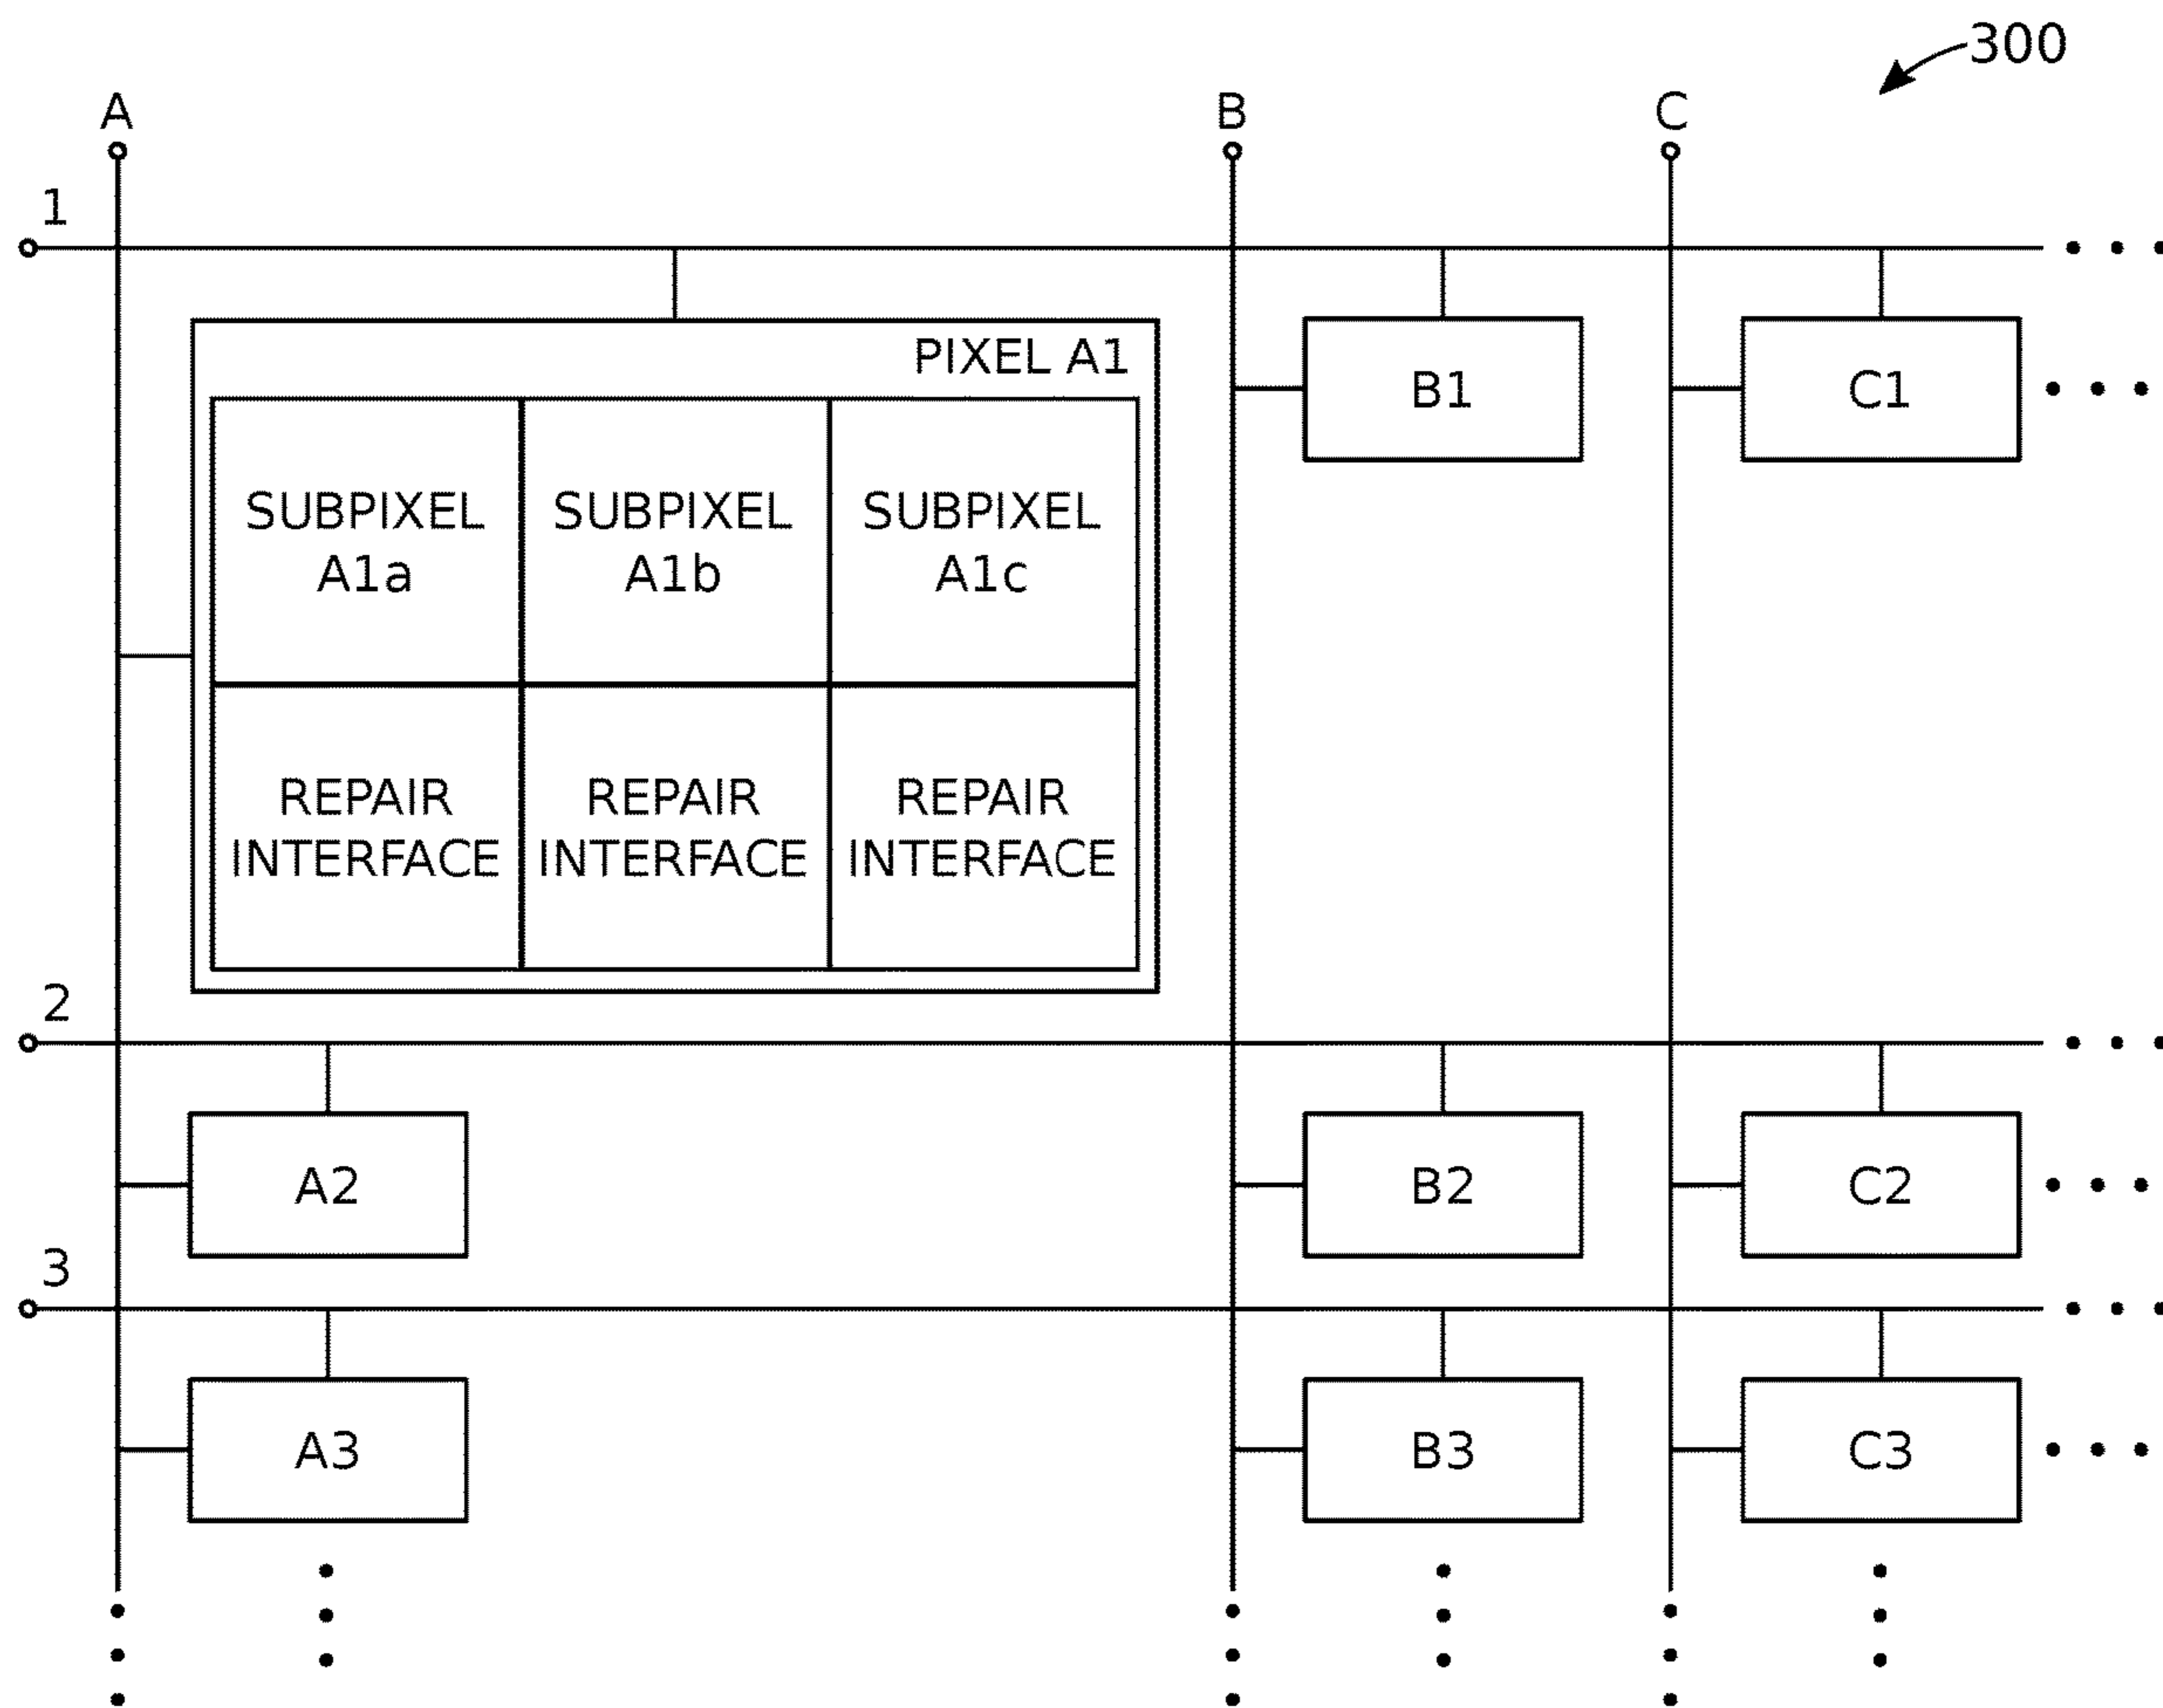 300
A
B
C
1
PIXEL A1
B1
C1
SUBPIXEL
A1a
SUBPIXEL
A1b
SUBPIXEL
A1c
REPAIR
INTERFACE
REPAIR
INTERFACE
REPAIR
INTERFACE
2
A2
B2
C2
3
A3
B3
C3